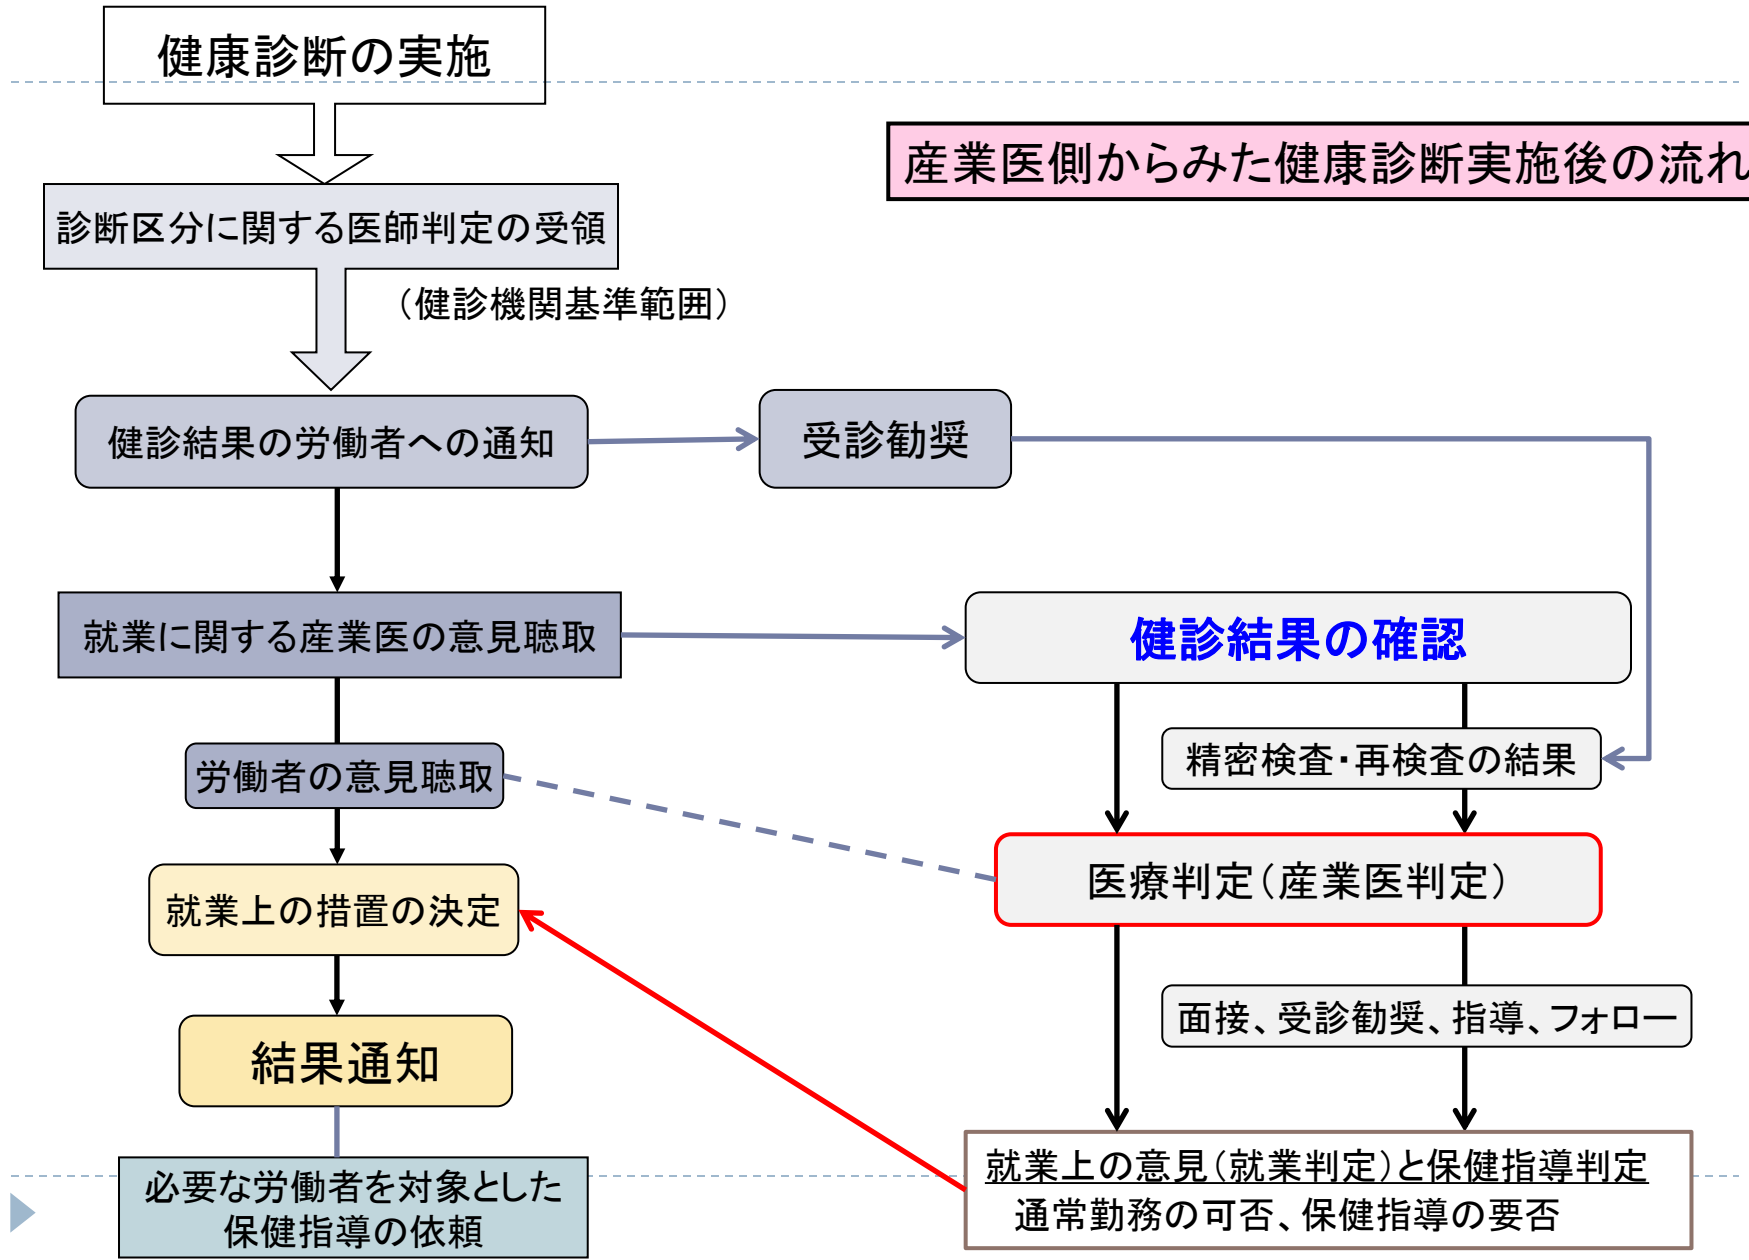 健康診断の実施
産業医側からみた健康診断実施後の流れ
診断区分に関する医師判定の受領
（健診機関基準範囲）
健診結果の労働者への通知
受診勧奨
就業に関する産業医の意見聴取
健診結果の確認
精密検査・再検査の結果
労働者の意見聴取
医療判定（産業医判定）
就業上の措置の決定
面接、受診勧奨、指導、フォロー
結果通知
就業上の意見（就業判定）と保健指導判定
通常勤務の可否、保健指導の要否
必要な労働者を対象とした
保健指導の依頼